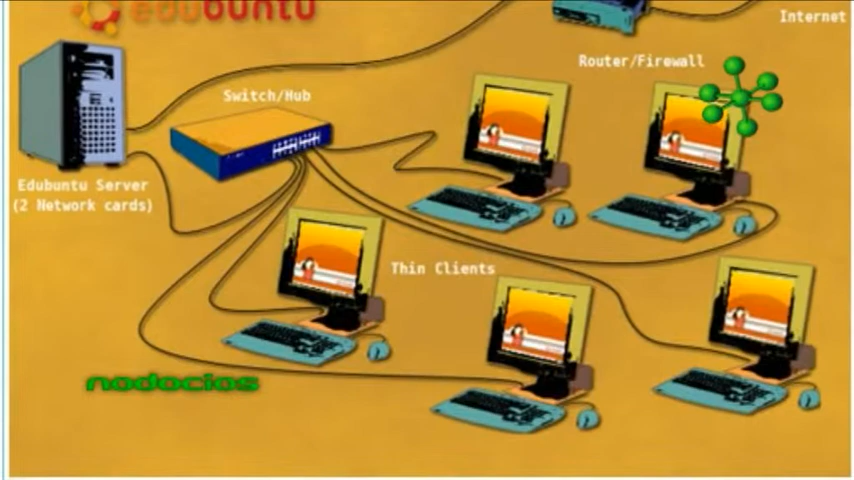 edubuntu
Internet
Router/Firewall
Switch/Hub
Edubuntu Server
(2 Network cards)
Thin Clients
nodocios